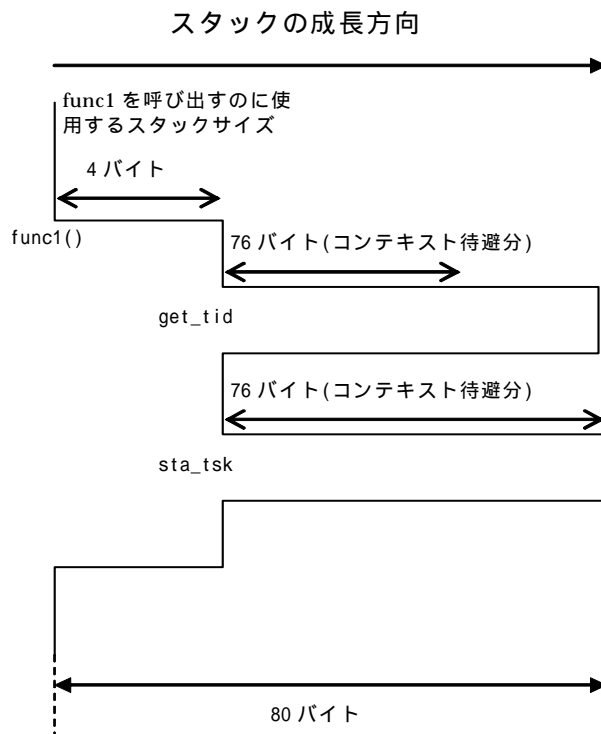 スタックの成長方向
func1 を呼び出すのに使
用するスタックサイズ
4 バイト
func1()
76 バイト(コンテキスト待避分)
get_tid
76 バイト(コンテキスト待避分)
sta_tsk
80 バイト